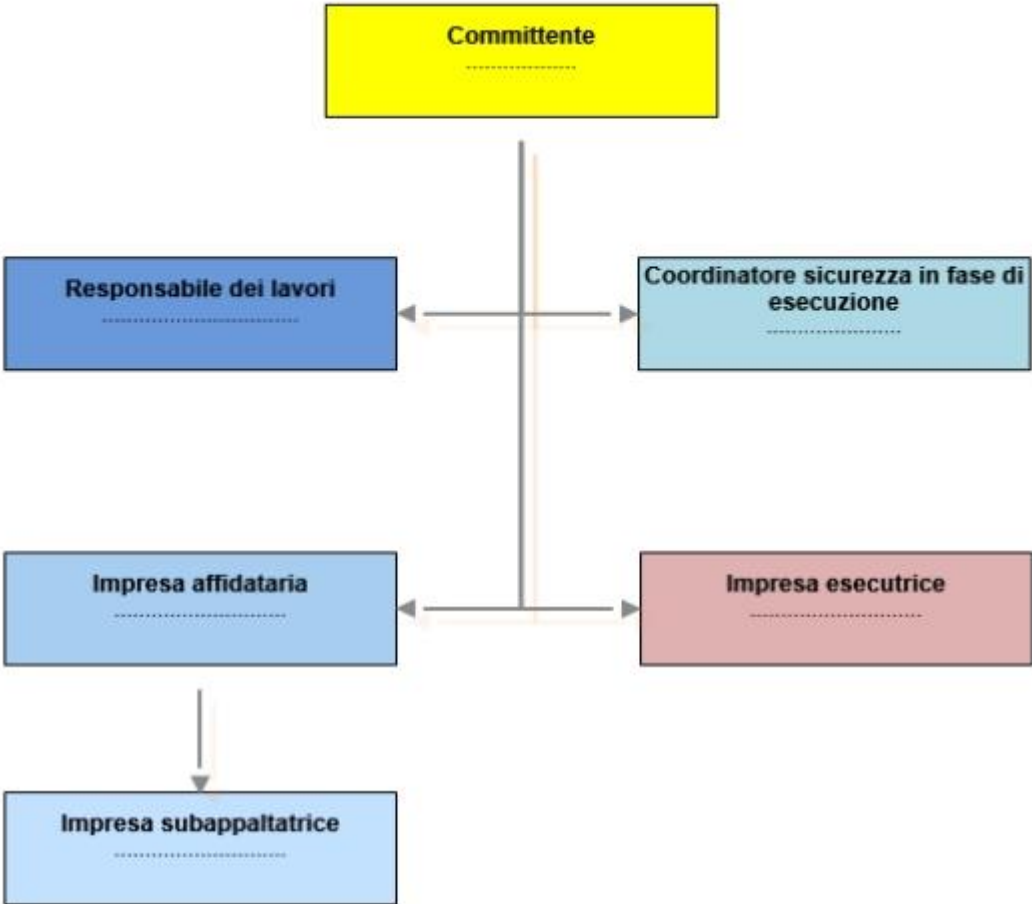 Committente
..................
Responsabile dei lavori
................................
Coordinatore sicurezza in fase di
esecuzione
......................
Impresa affidataria
............................
Impresa esecutrice
............................
Impresa subappaltatrice
............................